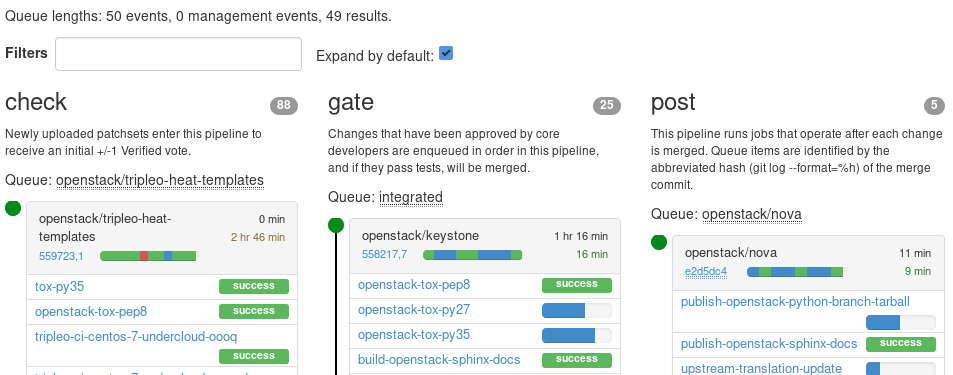 Queue lengths: 50 events, 0 management events, 49 results.
Filters
Expand by default:
check
88
Newly uploaded patchsets enter this pipeline to
receive an initial +/-1 Verified vote.
Queue: openstack/tripleo-heat-templates
openstack/tripleo-heat-
templates
0 min
2 hr 46 min
559723,1
tox-py35
success
openstack-tox-pep8
success
tripleo-ci-centos-7-undercloud-oooq
success
gate
25
Changes that have been approved by core
developers are enqueued in order in this pipeline,
and if they pass tests, will be merged.
Queue: integrated
openstack/keystone
1 hr 16 min
558217,7
16 min
openstack-tox-pep8
success
openstack-tox-py27
openstack-tox-py35
build-openstack-sphinx-docs
success
post
5
This pipeline runs jobs that operate after each change
is merged. Queue items are identified by the
abbreviated hash (git log --format=%h) of the merge
commit.
Queue: openstack/nova
openstack/nova
11 min
e2d5dc4
9 min
publish-openstack-python-branch-tarball
publish-openstack-sphinx-docs
success
upstream-translation-update